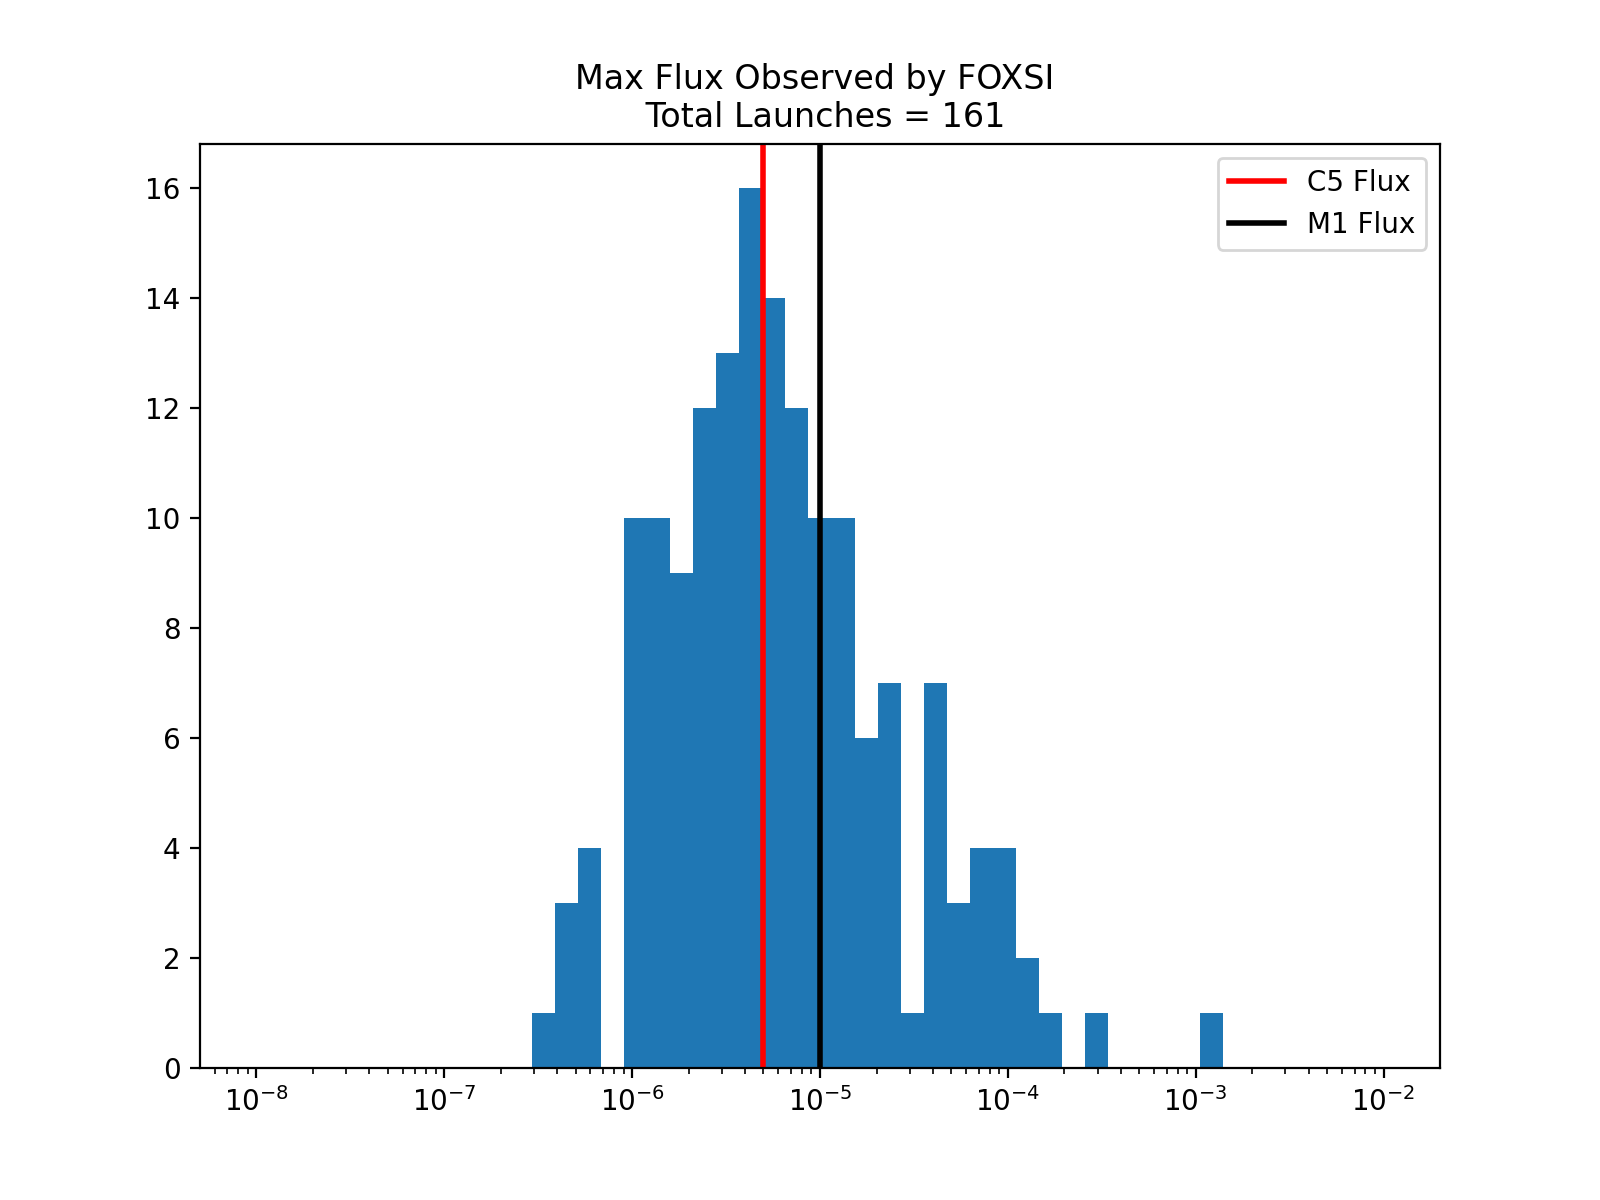 Max Flux Observed by FOXSI
Total Launches = 161
C5 Flux
M1 Flux
16
14
12
10
8
6
4
2
0
10⁻⁸ 10⁻⁷ 10⁻⁶ 10⁻⁵ 10⁻⁴ 10⁻³ 10⁻²